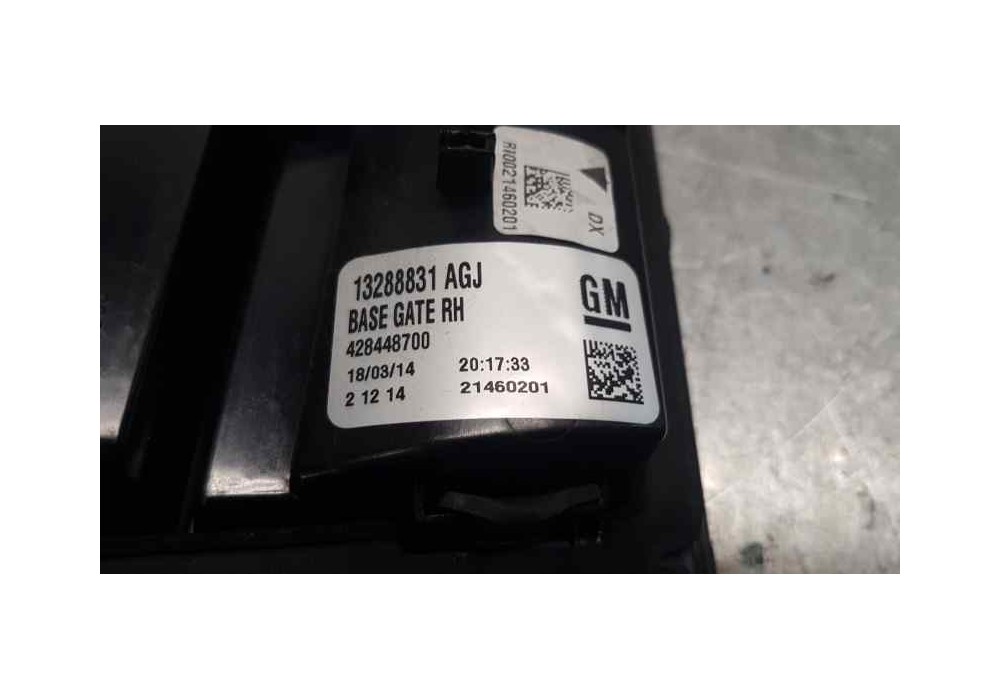 RI0021460201
DX
13288831 AGJ
GM
BASE GATE RH
428448700
18/03/14 20:17:33
2 12 14 21460201